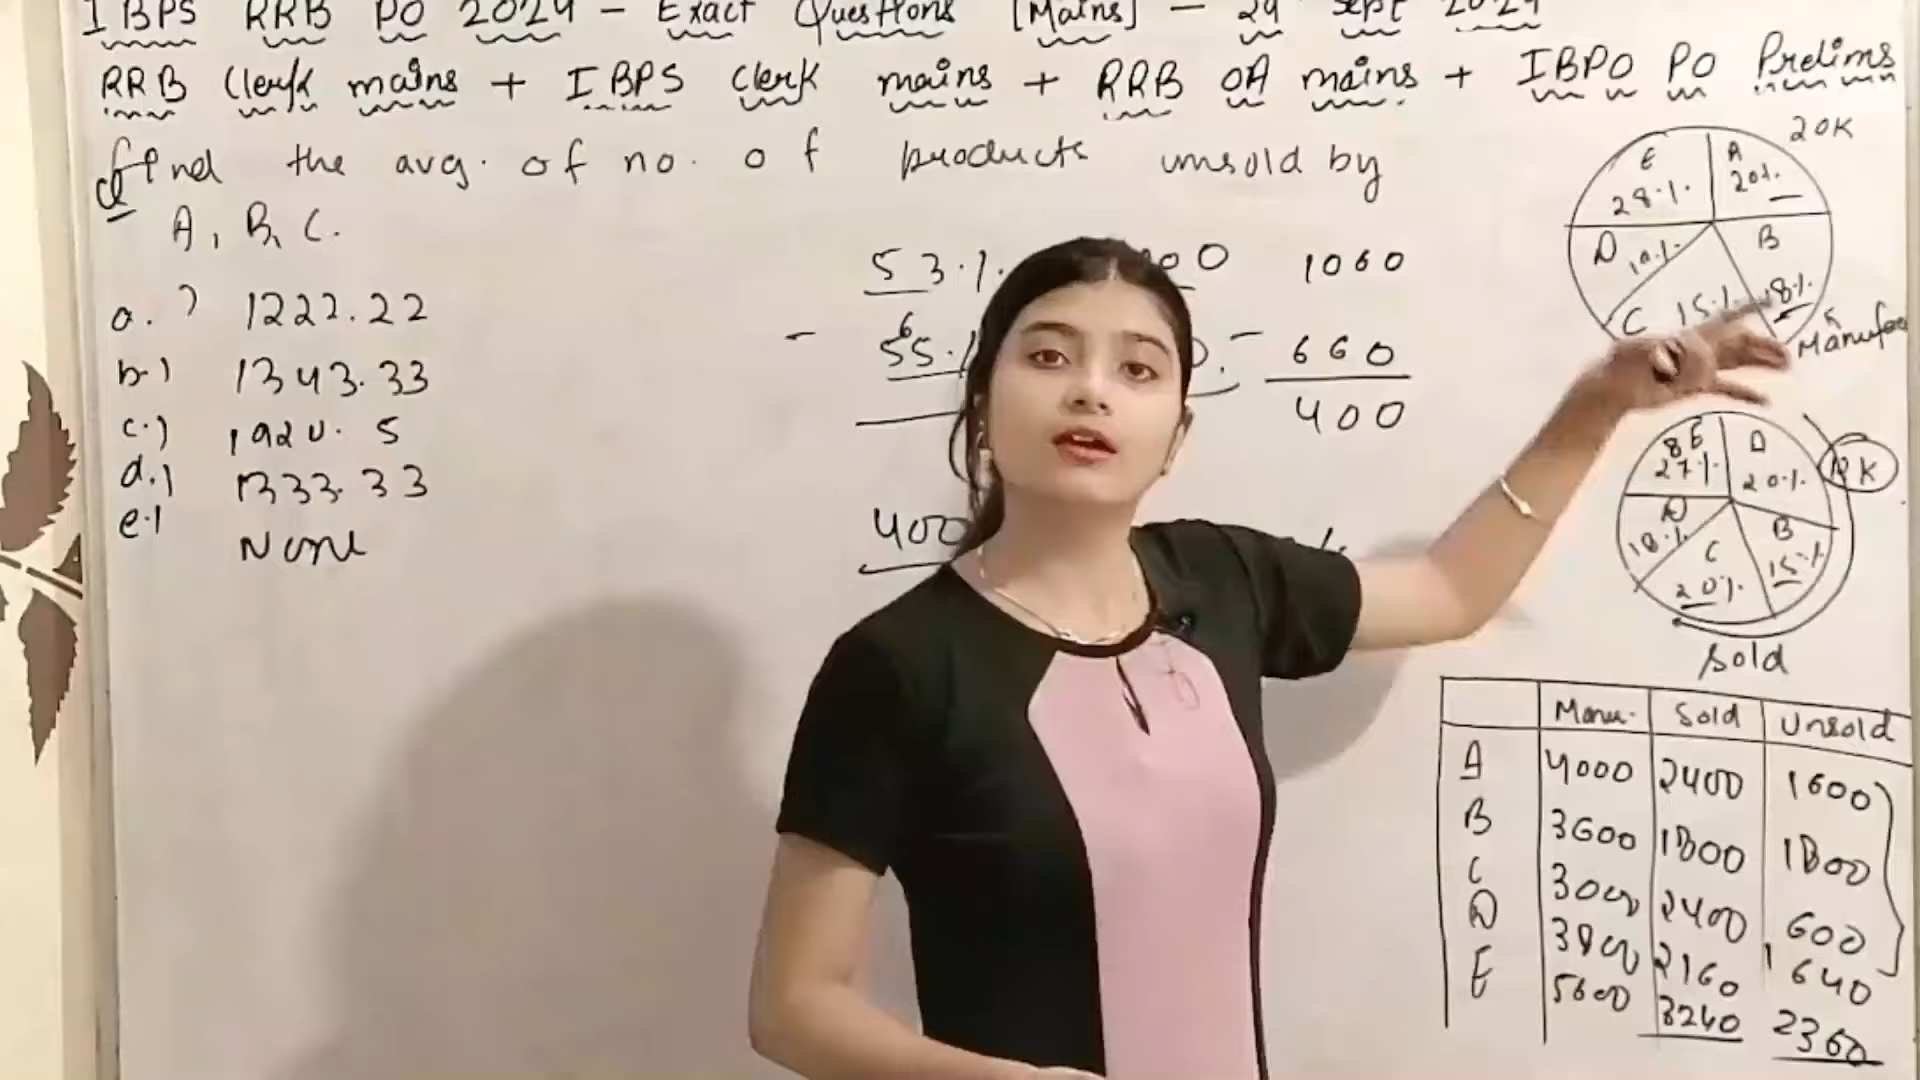 IBPS RRB PO 2024 - Exact Questions [Mains] - 29 Sept 2024
RRB Clerk mains + IBPS Clerk mains + RRB OA mains + IBPO PO Prelims
Q Find the avg. of no. of products unsold by
A, B, C.
a.) 1222.22
b.) 1343.33
c.) 1920.5
d.) 1333.33
e.) None
53.%
1060
- 660
400
400
20K
E 28.%
A 20%
D 19.%
B 18%
C 15.%
E 27%
A 20%
12K
D 18.%
B 15%
C 20%
Sold
Manu. Sold Unsold
A 4000 2400 1600
B 3600 1800 1800
C 3000 2400 600
D 3800 2160 1640
E 5600 3240 2360